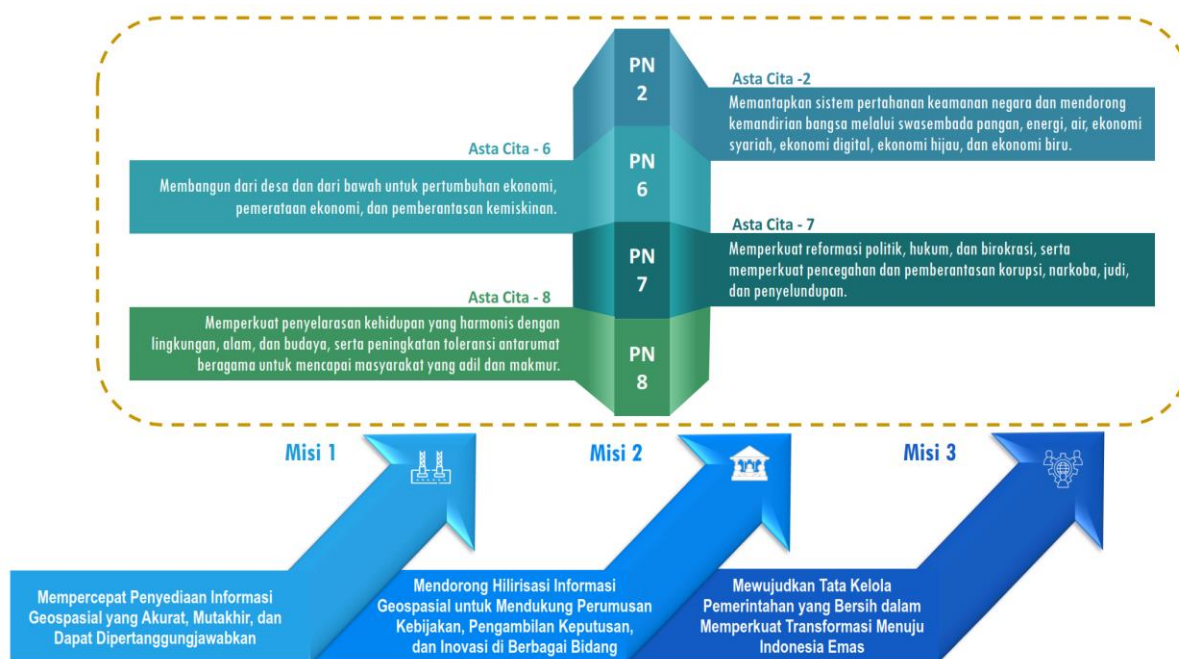 PN
2
Asta Cita -2
Memantapkan sistem pertahanan keamanan negara dan mendorong
kemandirian bangsa melalui swasembada pangan, energi, air, ekonomi
syariah, ekonomi digital, ekonomi hijau, dan ekonomi biru.
Asta Cita - 6
Membangun dari desa dan dari bawah untuk pertumbuhan ekonomi,
pemerataan ekonomi, dan pemberantasan kemiskinan.
PN
6
Asta Cita - 7
Memperkuat reformasi politik, hukum, dan birokrasi, serta
memperkuat pencegahan dan pemberantasan korupsi, narkoba, judi,
dan penyelundupan.
PN
7
Asta Cita - 8
Memperkuat penyelarasan kehidupan yang harmonis dengan
lingkungan, alam, dan budaya, serta peningkatan toleransi antarumat
beragama untuk mencapai masyarakat yang adil dan makmur.
PN
8
Misi 1
Mempercepat Penyediaan Informasi
Geospasial yang Akurat, Mutakhir, dan
Dapat Dipertanggungjawabkan
Misi 2
Mendorong Hilirisasi Informasi
Geospasial untuk Mendukung Perumusan
Kebijakan, Pengambilan Keputusan,
dan Inovasi di Berbagai Bidang
Misi 3
Mewujudkan Tata Kelola
Pemerintahan yang Bersih dalam
Memperkuat Transformasi Menuju
Indonesia Emas